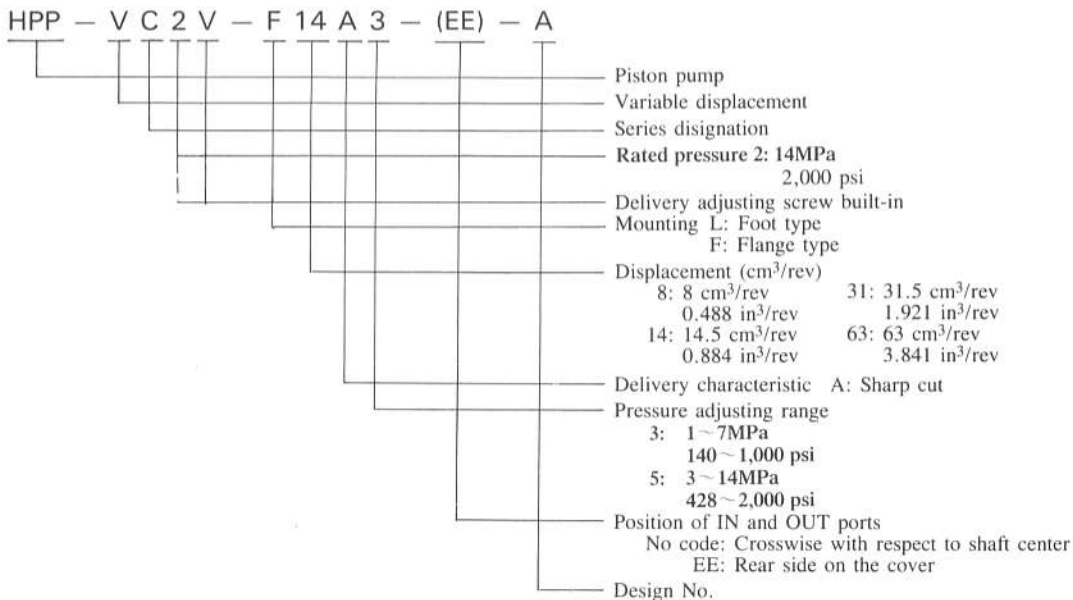 HPP – V C 2 V – F 14 A 3 – (EE) – A
Piston pump
Variable displacement
Series disignation
Rated pressure 2: 14MPa
2,000 psi
Delivery adjusting screw built-in
Mounting L: Foot type
F: Flange type
Displacement (cm³/rev)
8: 8 cm³/rev 31: 31.5 cm³/rev
0.488 in³/rev 1.921 in³/rev
14: 14.5 cm³/rev 63: 63 cm³/rev
0.884 in³/rev 3.841 in³/rev
Delivery characteristic A: Sharp cut
Pressure adjusting range
3: 1~7MPa
140~1,000 psi
5: 3~14MPa
428~2,000 psi
Position of IN and OUT ports
No code: Crosswise with respect to shaft center
EE: Rear side on the cover
Design No.